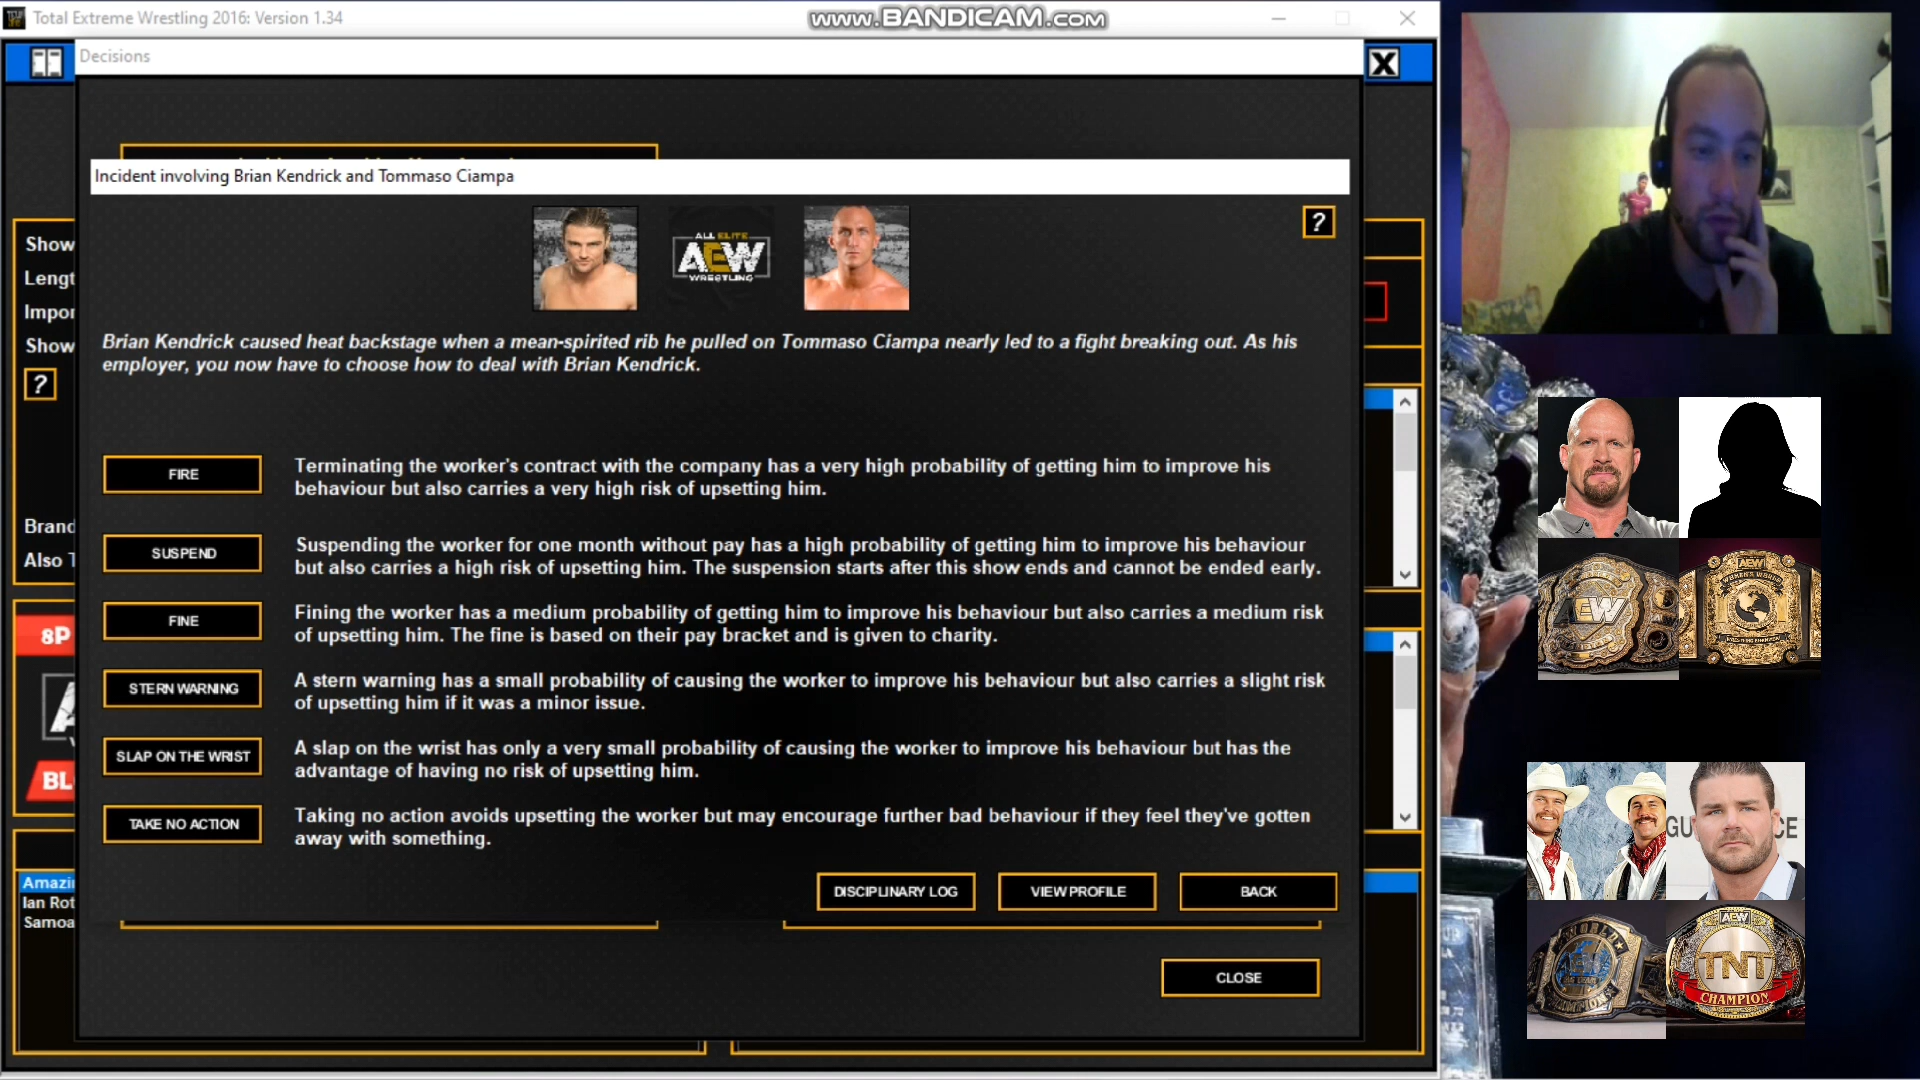 Total Extreme Wrestling 2016: Version 1.34
www.BANDICAM.com
Decisions
Incident involving Brian Kendrick and Tommaso Ciampa
ALL ELITE
AEW
WRESTLING
?
Show
Lengt
Impor
Show
?
Brand
Also T
8P
BL
Amazi
Ian Rot
Samoa
Brian Kendrick caused heat backstage when a mean-spirited rib he pulled on Tommaso Ciampa nearly led to a fight breaking out. As his
employer, you now have to choose how to deal with Brian Kendrick.
FIRE
Terminating the worker's contract with the company has a very high probability of getting him to improve his
behaviour but also carries a very high risk of upsetting him.
SUSPEND
Suspending the worker for one month without pay has a high probability of getting him to improve his behaviour
but also carries a high risk of upsetting him. The suspension starts after this show ends and cannot be ended early.
FINE
Fining the worker has a medium probability of getting him to improve his behaviour but also carries a medium risk
of upsetting him. The fine is based on their pay bracket and is given to charity.
STERN WARNING
A stern warning has a small probability of causing the worker to improve his behaviour but also carries a slight risk
of upsetting him if it was a minor issue.
SLAP ON THE WRIST
A slap on the wrist has only a very small probability of causing the worker to improve his behaviour but has the
advantage of having no risk of upsetting him.
TAKE NO ACTION
Taking no action avoids upsetting the worker but may encourage further bad behaviour if they feel they've gotten
away with something.
DISCIPLINARY LOG
VIEW PROFILE
BACK
CLOSE
AEW
AEW
WOMEN'S WORLD
GU
CE
WORLD
AEW
TNT
CHAMPION